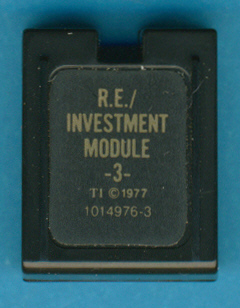 R.E./
INVESTMENT
MODULE
-3-
TI © 1977
1014976-3